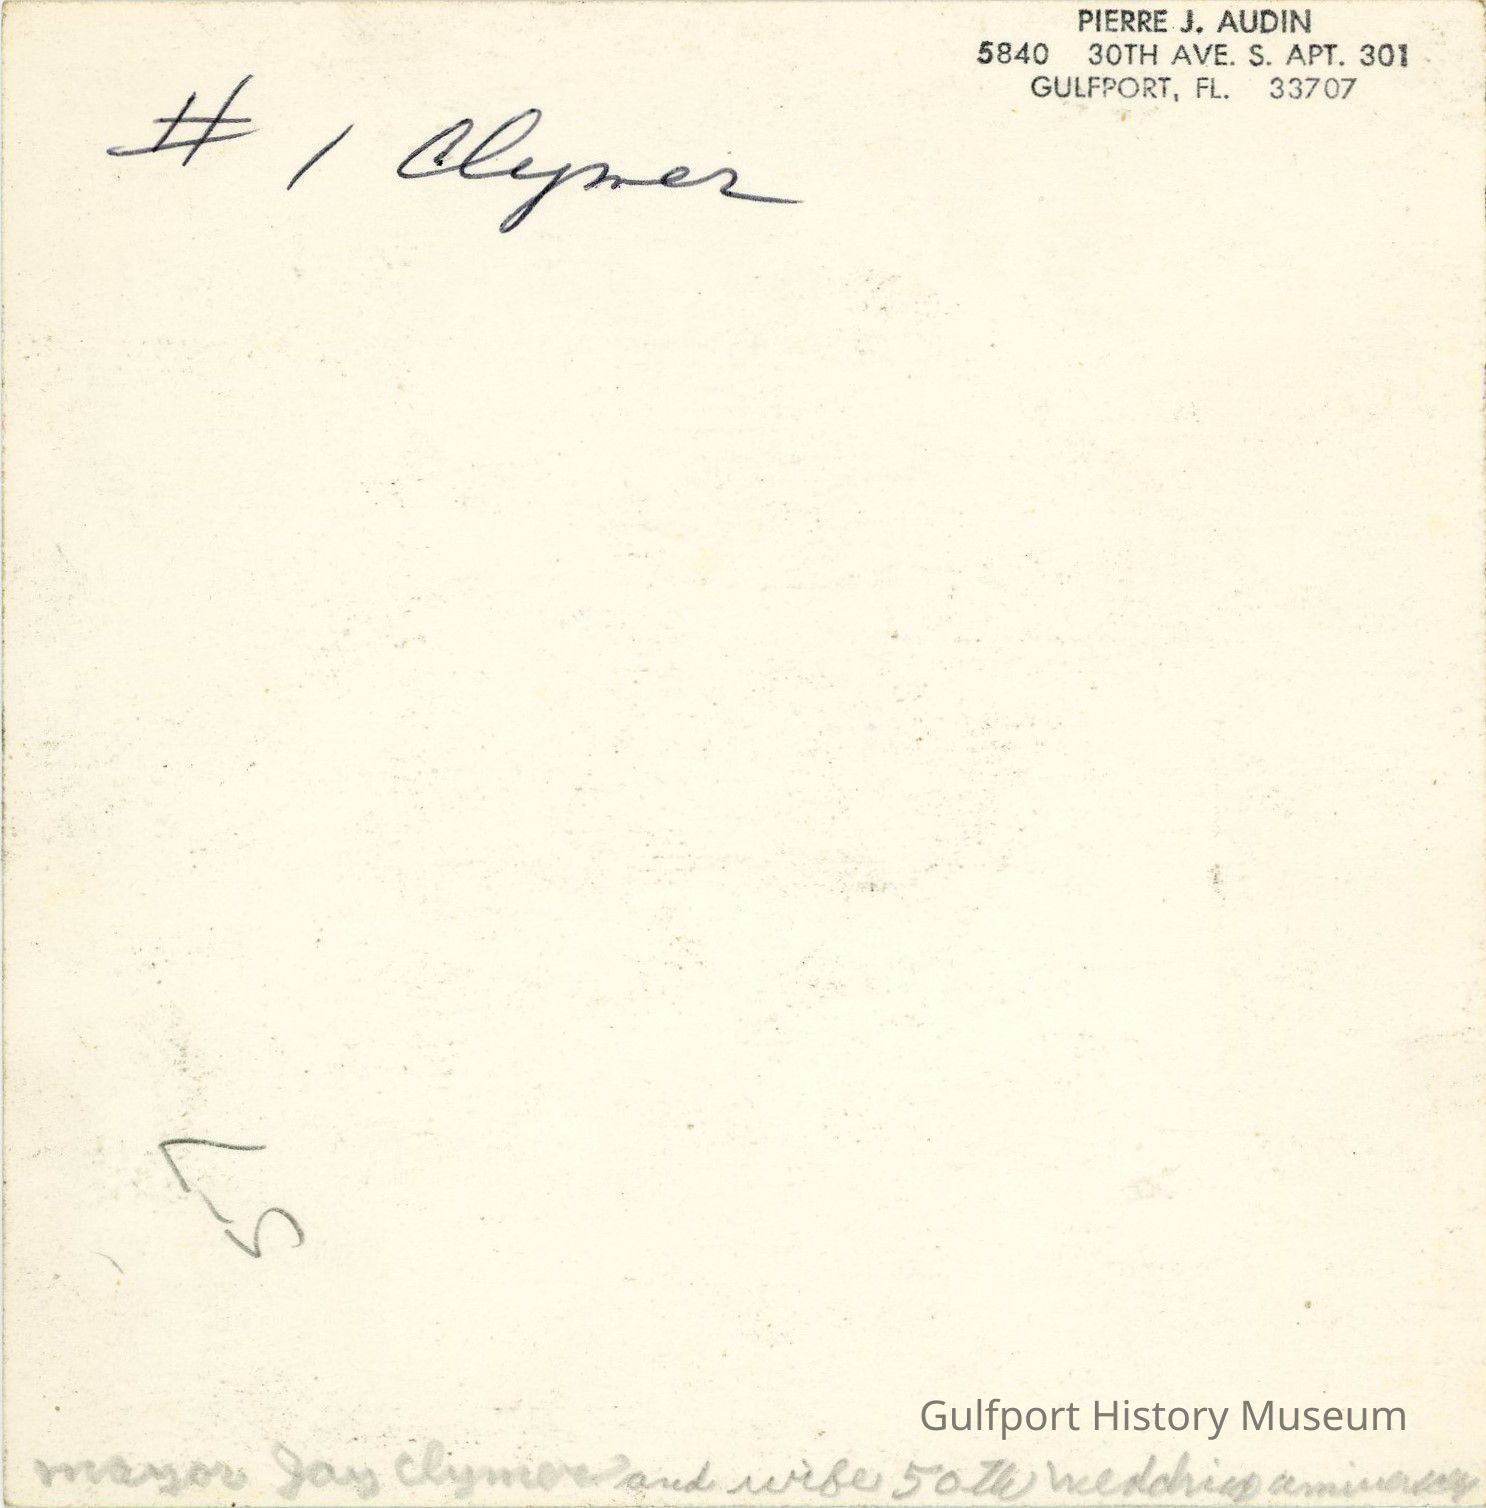 PIERRE J. AUDIN
5840 30TH AVE. S. APT. 301
GULFPORT, FL. 33707
# 1 Clymer
57
Gulfport History Museum
mayor Jay Clymer and wife 50th wedding anniversary